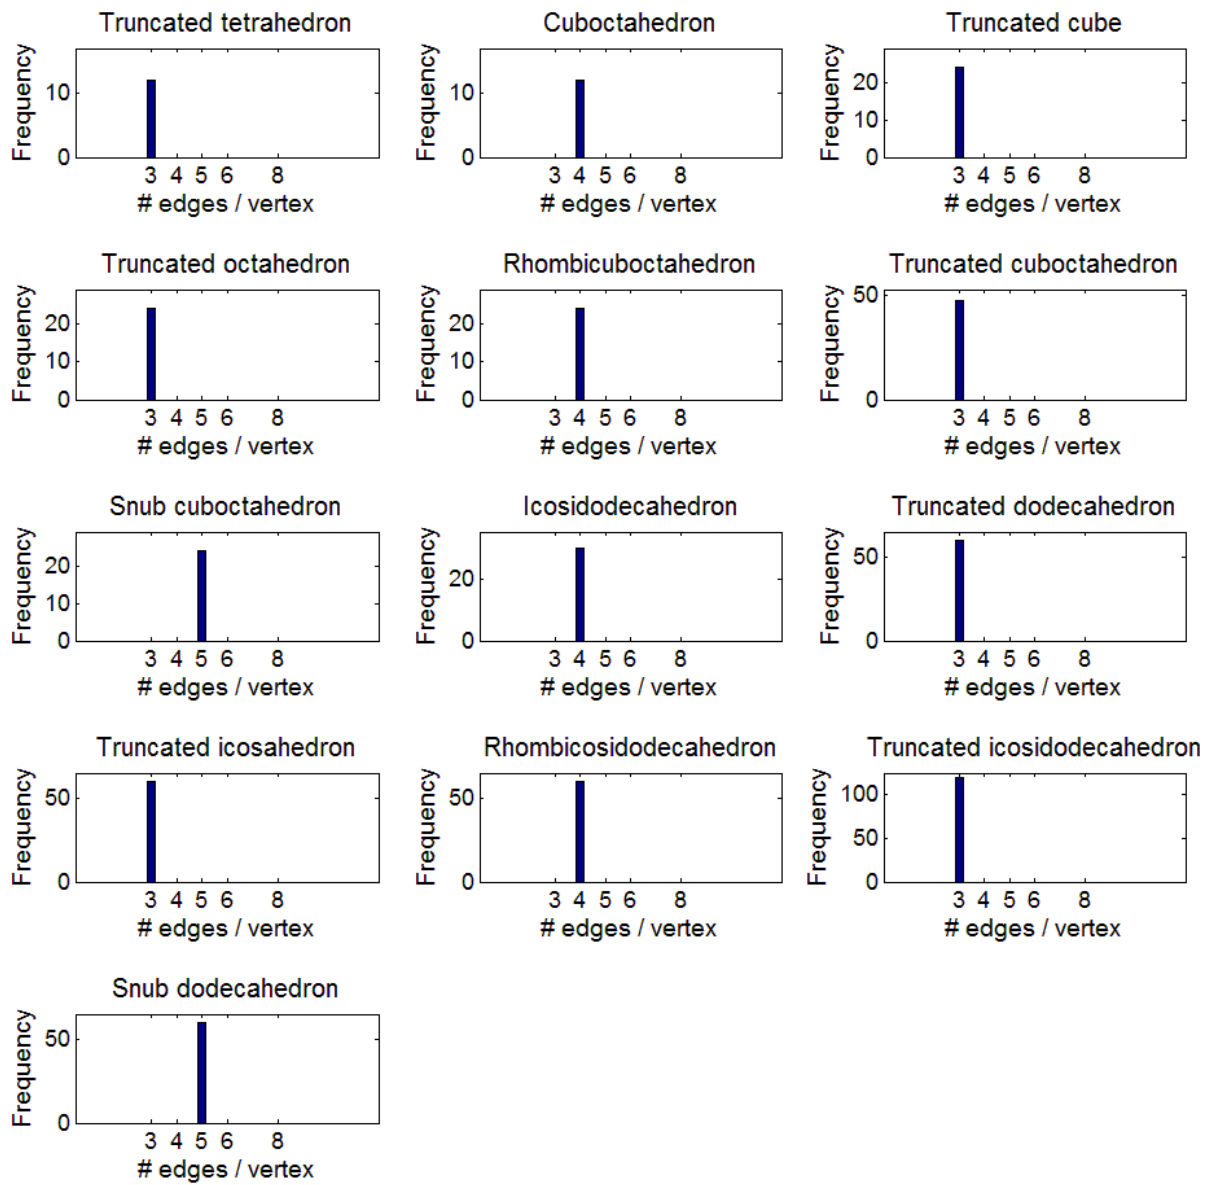 Truncated tetrahedron
Frequency
10
0
3 4 5 6 8
# edges / vertex
Cuboctahedron
Frequency
10
0
3 4 5 6 8
# edges / vertex
Truncated cube
Frequency
20
10
0
3 4 5 6 8
# edges / vertex
Truncated octahedron
Frequency
20
10
0
3 4 5 6 8
# edges / vertex
Rhombicuboctahedron
Frequency
20
10
0
3 4 5 6 8
# edges / vertex
Truncated cuboctahedron
Frequency
50
0
3 4 5 6 8
# edges / vertex
Snub cuboctahedron
Frequency
20
10
0
3 4 5 6 8
# edges / vertex
Icosidodecahedron
Frequency
20
0
3 4 5 6 8
# edges / vertex
Truncated dodecahedron
Frequency
50
0
3 4 5 6 8
# edges / vertex
Truncated icosahedron
Frequency
50
0
3 4 5 6 8
# edges / vertex
Rhombicosidodecahedron
Frequency
50
0
3 4 5 6 8
# edges / vertex
Truncated icosidodecahedron
Frequency
100
50
0
3 4 5 6 8
# edges / vertex
Snub dodecahedron
Frequency
50
0
3 4 5 6 8
# edges / vertex